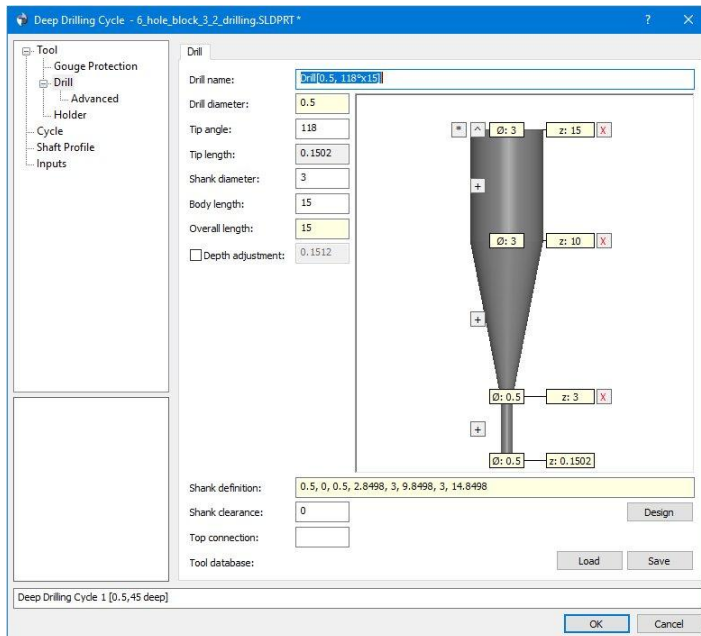 Deep Drilling Cycle - 6_hole_block_3_2_drilling.SLDPRT *
? ×
Tool
Gouge Protection
Drill
Advanced
Holder
Cycle
Shaft Profile
Inputs
Drill
Drill name: Drill[0.5, 118°x15]
Drill diameter: 0.5
Tip angle: 118
Tip length: 0.1502
Shank diameter: 3
Body length: 15
Overall length: 15
Depth adjustment: 0.1512
* ^ Ø: 3 z: 15 X
+
Ø: 3 z: 10 X
+
Ø: 0.5 z: 3 X
+
Ø: 0.5 z: 0.1502
Shank definition: 0.5, 0, 0.5, 2.8498, 3, 9.8498, 3, 14.8498
Shank clearance: 0 Design
Top connection:
Tool database: Load Save
Deep Drilling Cycle 1 [0.5,45 deep]
OK Cancel